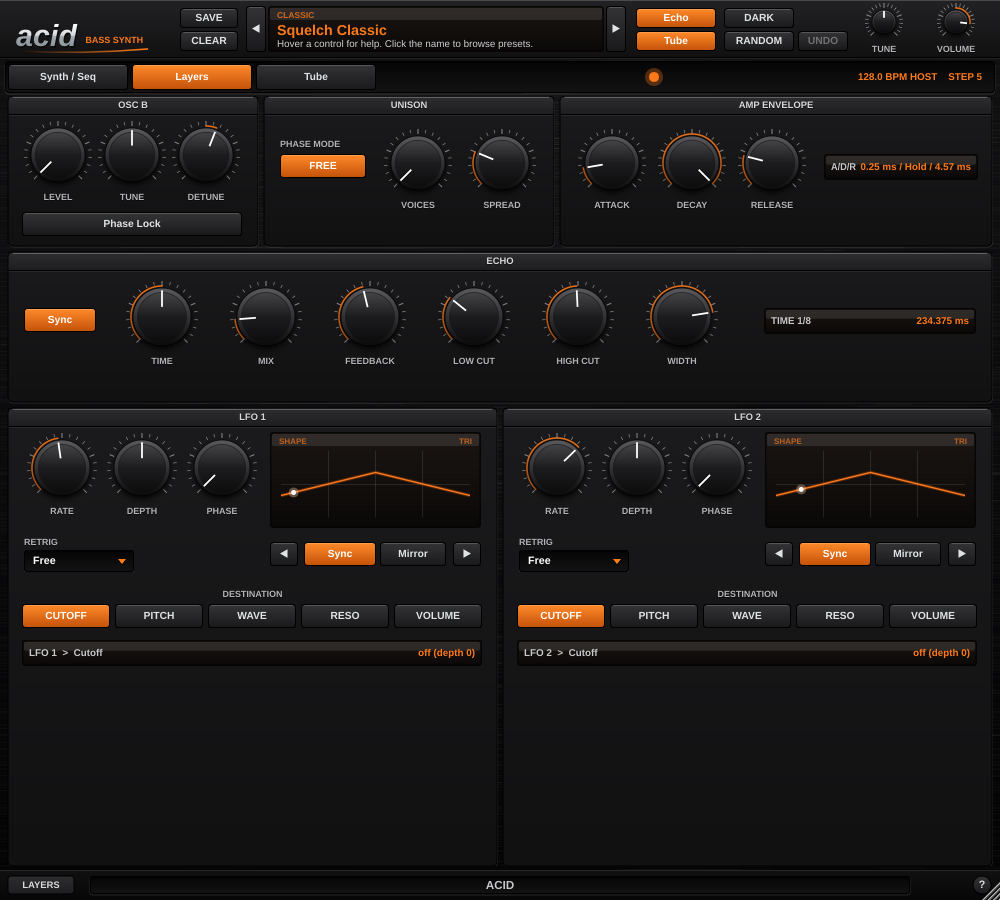 acid BASS SYNTH
SAVE
CLEAR
CLASSIC
Squelch Classic
Hover a control for help. Click the name to browse presets.
Echo
Tube
DARK
RANDOM
UNDO
TUNE
VOLUME
Synth / Seq
Layers
Tube
128.0 BPM HOST STEP 5
OSC B
LEVEL
TUNE
DETUNE
Phase Lock
UNISON
PHASE MODE
FREE
VOICES
SPREAD
AMP ENVELOPE
ATTACK
DECAY
RELEASE
A/D/R 0.25 ms / Hold / 4.57 ms
ECHO
Sync
TIME
MIX
FEEDBACK
LOW CUT
HIGH CUT
WIDTH
TIME 1/8 234.375 ms
LFO 1
RATE
DEPTH
PHASE
SHAPE TRI
RETRIG
Free
Sync
Mirror
DESTINATION
CUTOFF
PITCH
WAVE
RESO
VOLUME
LFO 1 > Cutoff off (depth 0)
LFO 2
RATE
DEPTH
PHASE
SHAPE TRI
RETRIG
Free
Sync
Mirror
DESTINATION
CUTOFF
PITCH
WAVE
RESO
VOLUME
LFO 2 > Cutoff off (depth 0)
LAYERS
ACID
?